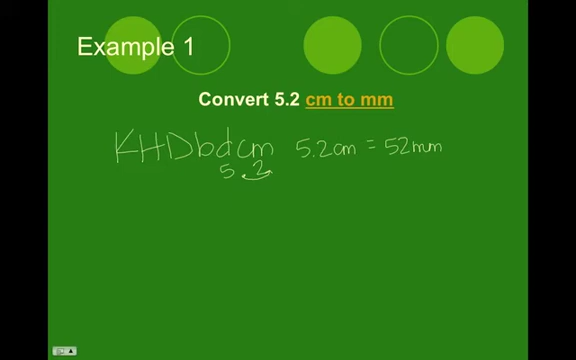 Example 1
Convert 5.2 cm to mm
KHDbdcm 5.2cm = 52mm
5.2